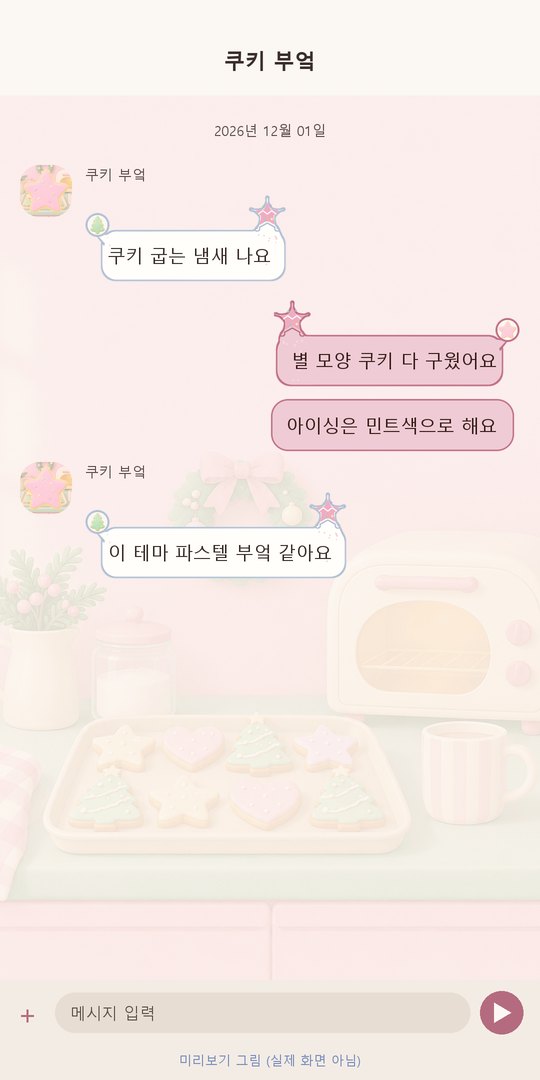 쿠키 부엌
2026년 12월 01일
쿠키 부엌
쿠키 굽는 냄새 나요
별 모양 쿠키 다 구웠어요
아이싱은 민트색으로 해요
쿠키 부엌
이 테마 파스텔 부엌 같아요
메시지 입력
미리보기 그림 (실제 화면 아님)